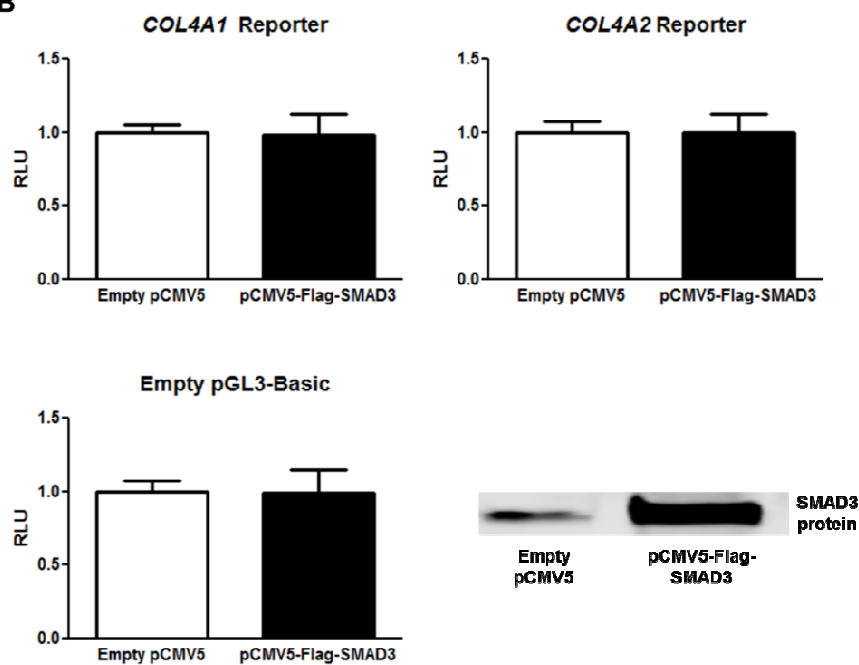 B
COL4A1 Reporter
1.5
1.0
0.5
0.0
RLU
Empty pCMV5 pCMV5-Flag-SMAD3
COL4A2 Reporter
1.5
1.0
0.5
0.0
RLU
Empty pCMV5 pCMV5-Flag-SMAD3
Empty pGL3-Basic
1.5
1.0
0.5
0.0
RLU
Empty pCMV5 pCMV5-Flag-SMAD3
SMAD3
protein
Empty
pCMV5
pCMV5-Flag-
SMAD3